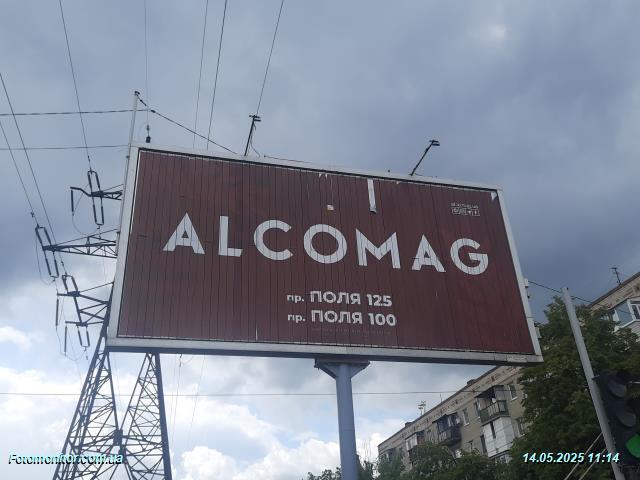 ALCOMAG
пр. ПОЛЯ 125
пр. ПОЛЯ 100
Fotomonitor.com.ua
14.05.2025 11:14